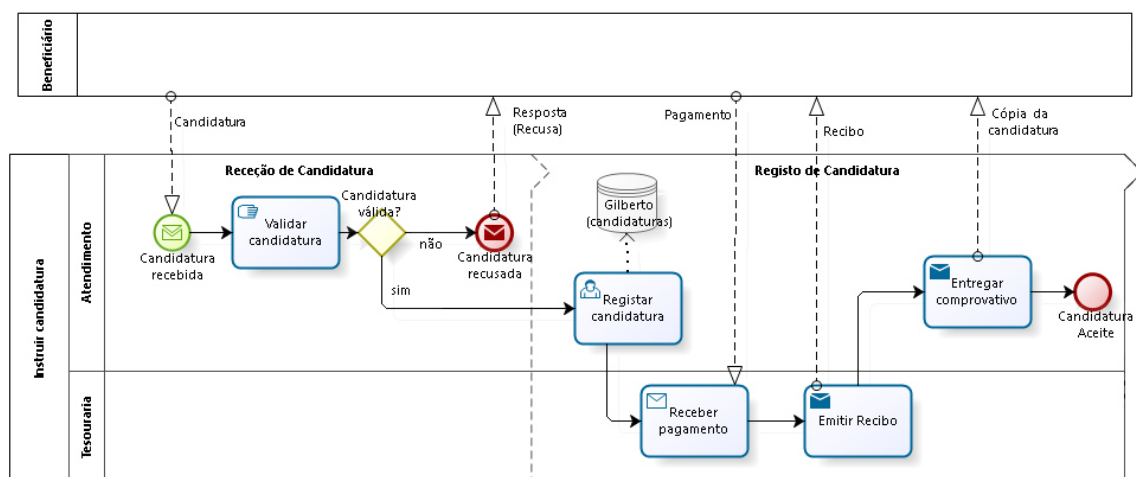 Beneficiário
Candidatura
Resposta
(Recusa)
Pagamento
Recibo
Cópia da
candidatura
Instruir candidatura
Atendimento
Tesouraria
Receção de Candidatura
Registo de Candidatura
Candidatura
recebida
Validar
candidatura
Candidatura
válida?
não
sim
Candidatura
recusada
Gilberto
(candidaturas)
Registar
candidatura
Receber
pagamento
Emitir Recibo
Entregar
comprovativo
Candidatura
Aceite